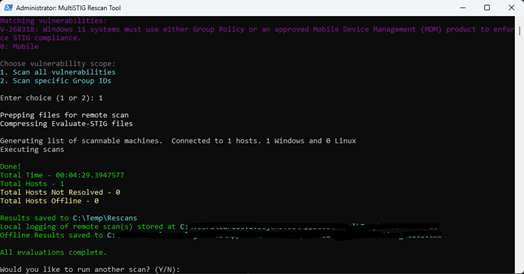 Administrator: MultiSTIG Rescan Tool
Matching vulnerabilities:
V-268318: Windows 11 systems must use either Group Policy or an approved Mobile Device Management (MDM) product to enfor
ce STIG compliance.
0: Mobile
Choose vulnerability scope:
1. Scan all vulnerabilities
2. Scan specific Group IDs
Enter choice (1 or 2): 1
Prepping files for remote scan
Compressing Evaluate-STIG files
Generating list of scannable machines.  Connected to 1 hosts. 1 Windows and 0 Linux
Executing scans
Done!
Total Time - 00:04:29.3947577
Total Hosts - 1
Total Hosts Not Resolved - 0
Total Hosts Offline - 0
Results saved to C:\Temp\Rescans
Local logging of remote scan(s) stored at C:
Offline Results saved to C:
All evaluations complete.
Would you like to run another scan? (Y/N):